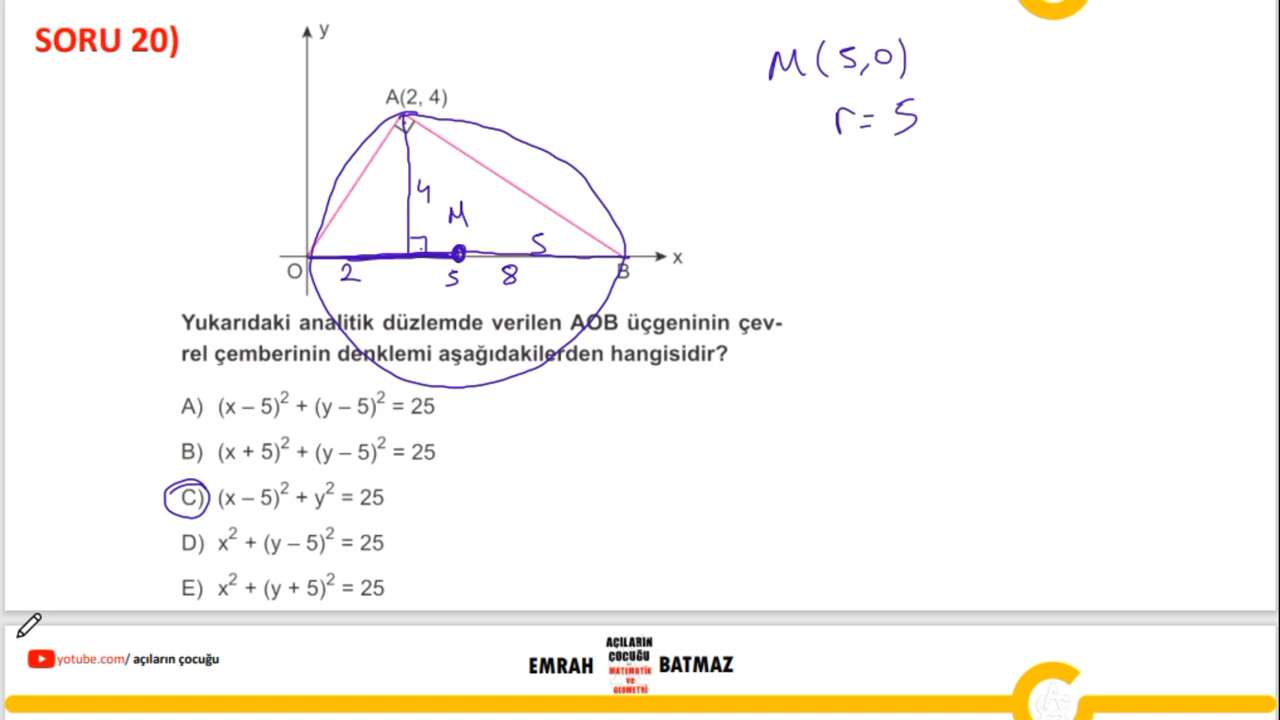 SORU 20)
y
M(5,0)
r=5
A(2, 4)
4
M
5
O
2
5
8
B
x
Yukarıdaki analitik düzlemde verilen AOB üçgeninin çev-
rel çemberinin denklemi aşağıdakilerden hangisidir?
A) (x – 5)² + (y – 5)² = 25
B) (x + 5)² + (y – 5)² = 25
C) (x – 5)² + y² = 25
D) x² + (y – 5)² = 25
E) x² + (y + 5)² = 25
yotube.com/ açıların çocuğu
EMRAH
AÇILARIN
ÇOCUĞU
MATEMATİK
ve
GEOMETRİ
BATMAZ